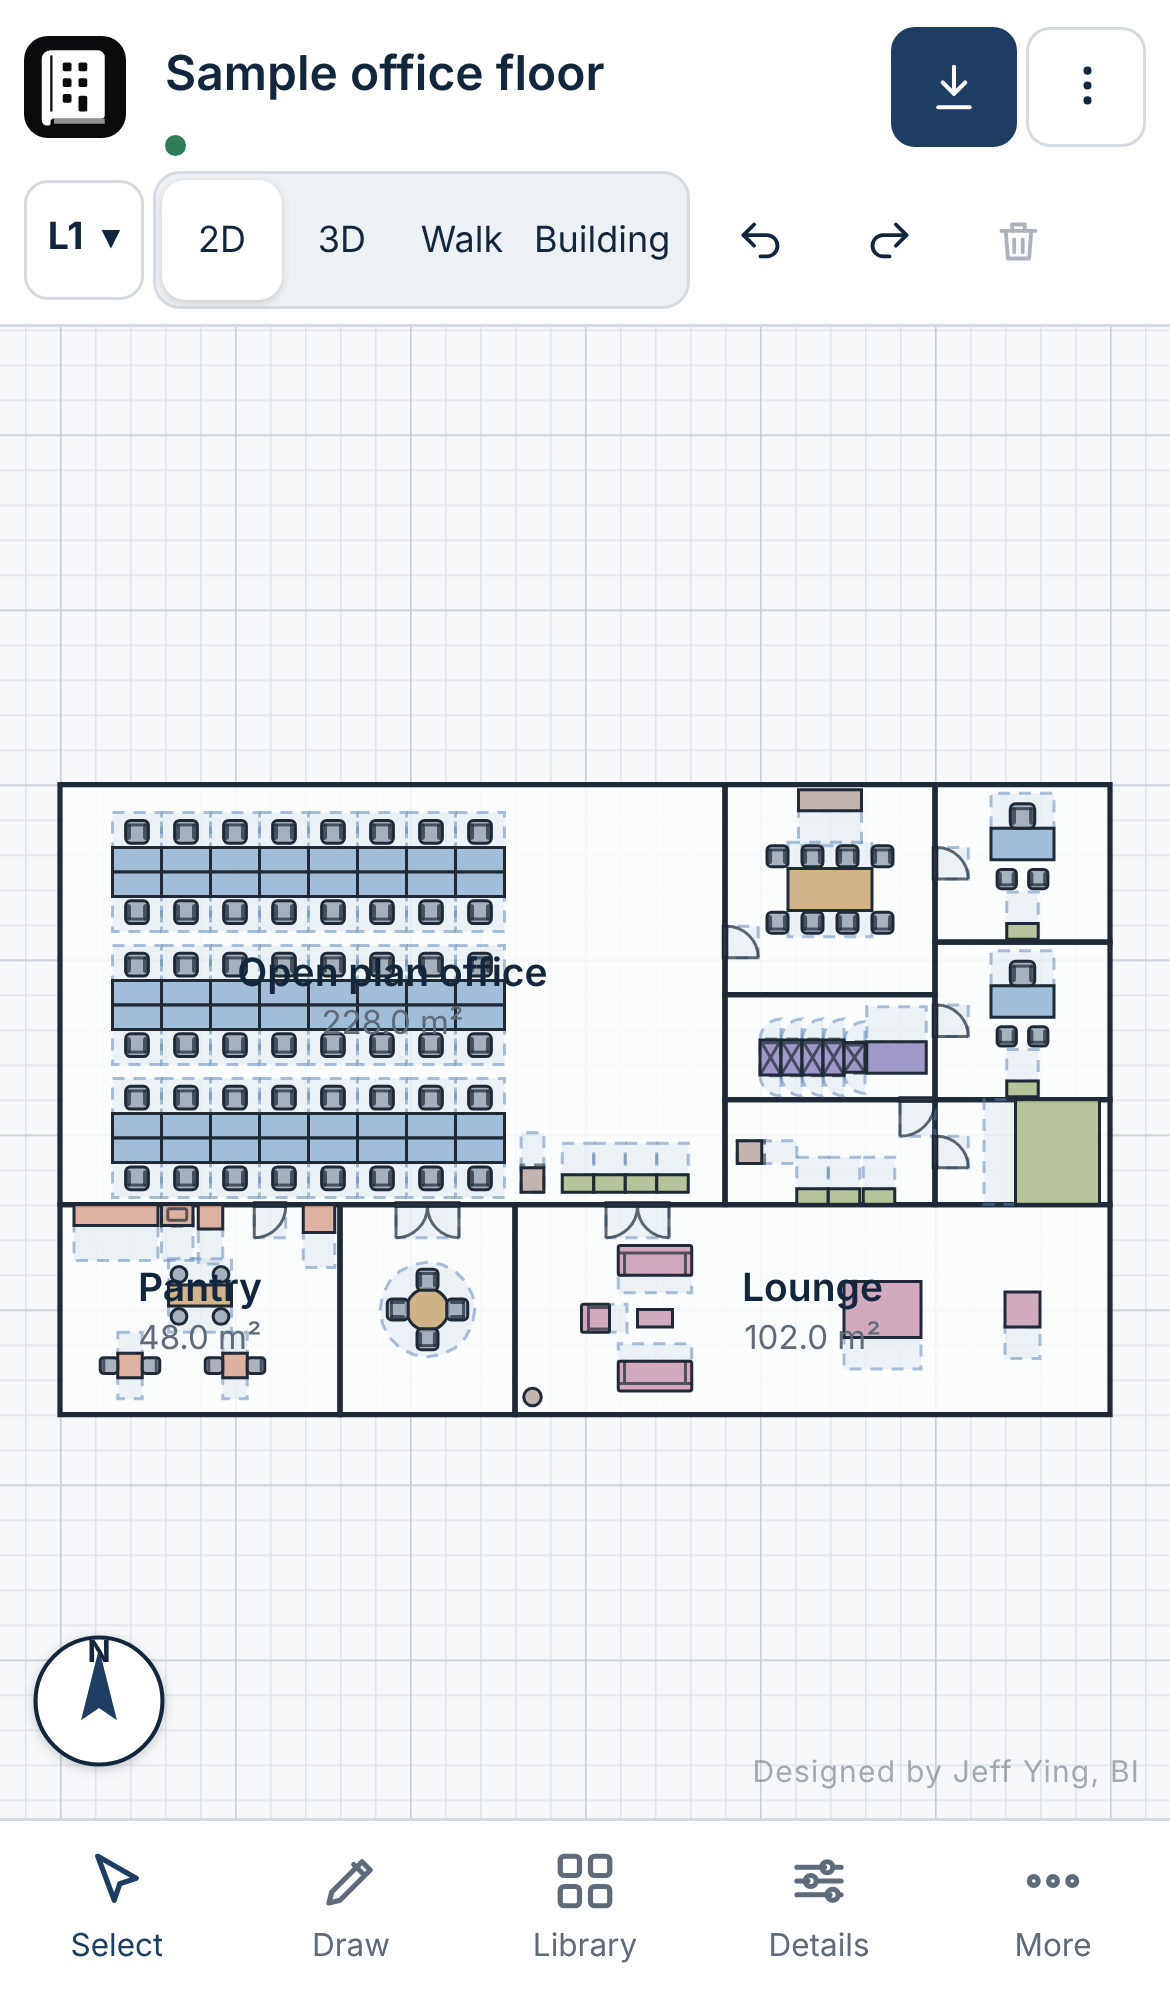 Sample office floor
L1 ▼
2D
3D
Walk
Building
Open plan office
228.0 m²
Pantry
48.0 m²
Lounge
102.0 m²
N
Designed by Jeff Ying, BI
Select
Draw
Library
Details
More